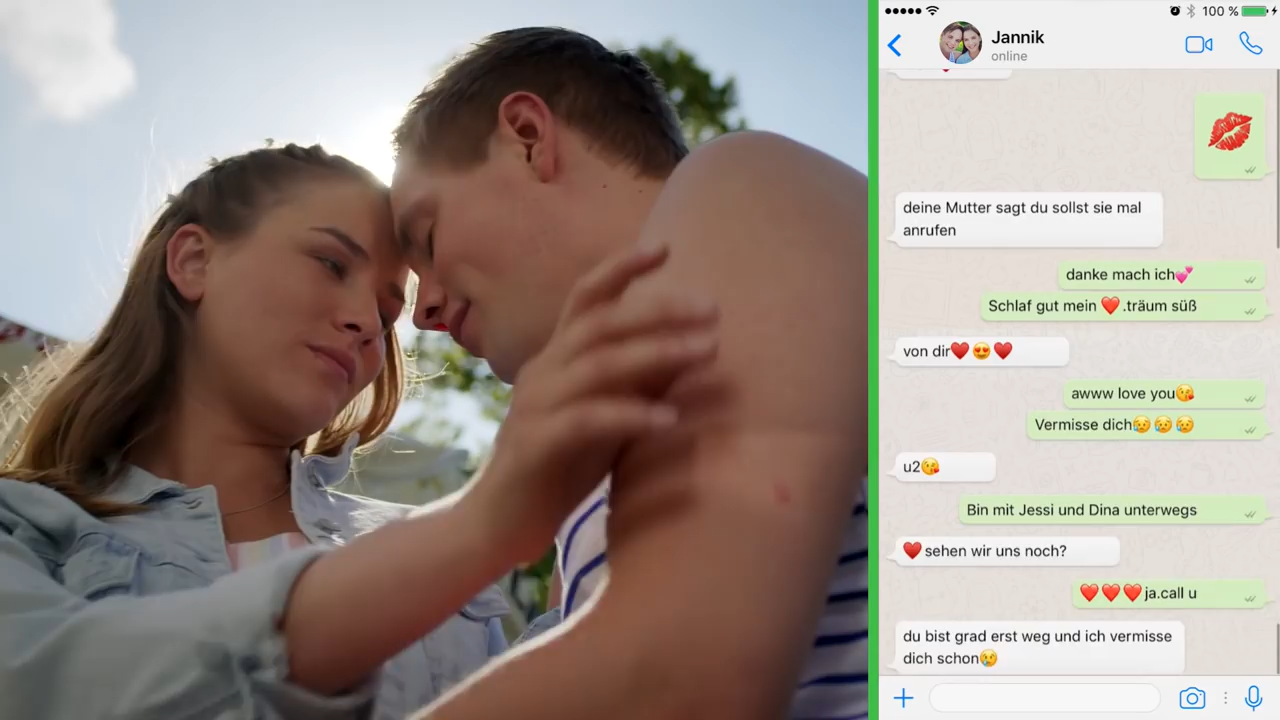 100 %
Jannik
online
deine Mutter sagt du sollst sie mal
anrufen
danke mach ich💕
Schlaf gut mein ❤️.träum süß
von dir❤️😍❤️
awww love you😘
Vermisse dich😥😥😥
u2😘
Bin mit Jessi und Dina unterwegs
❤️sehen wir uns noch?
❤️❤️❤️ja.call u
du bist grad erst weg und ich vermisse
dich schon😢